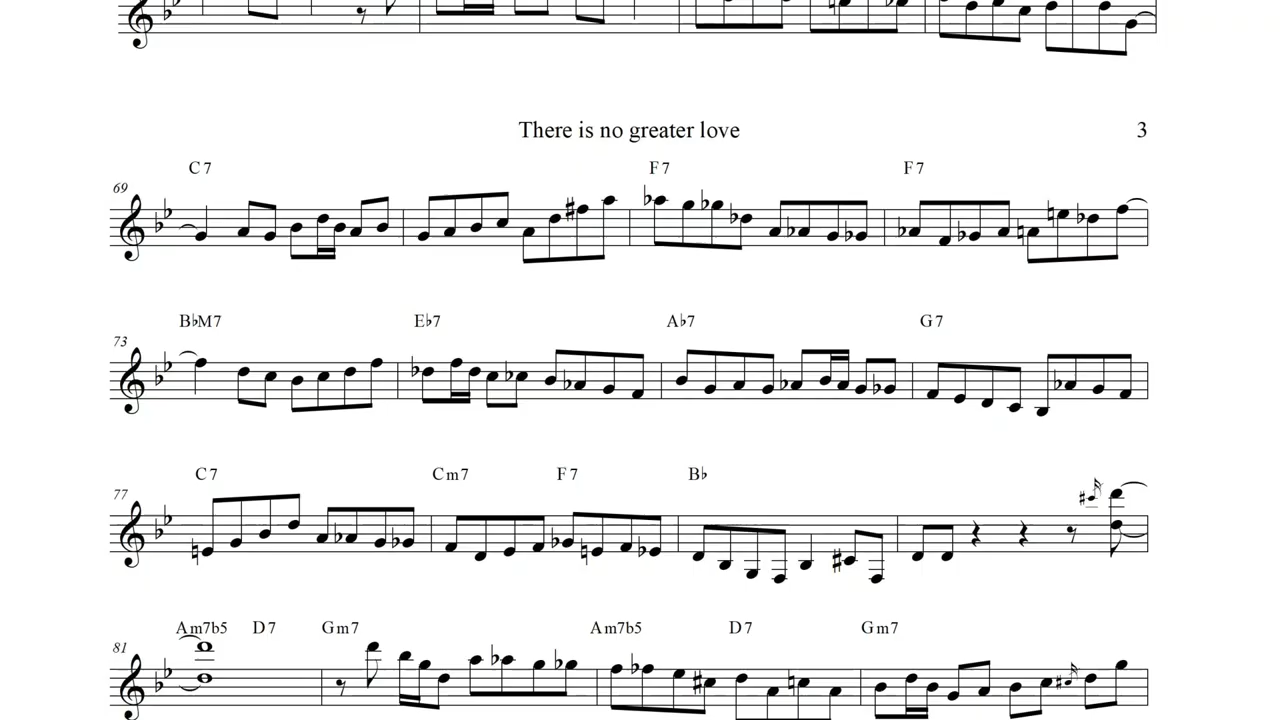 There is no greater love 3
C7 F7 F7
69
B♭M7 E♭7 A♭7 G7
73
C7 Cm7 F7 B♭
77
Am7b5 D7 Gm7 Am7b5 D7 Gm7
81